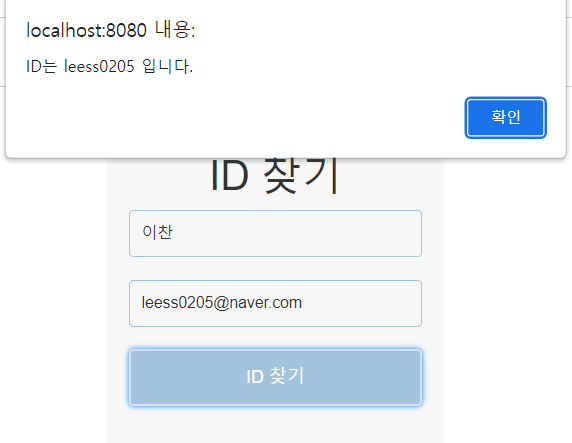 localhost:8080 내용:
ID는 leess0205 입니다.
확인
ID 찾기
이찬
leess0205@naver.com
ID 찾기